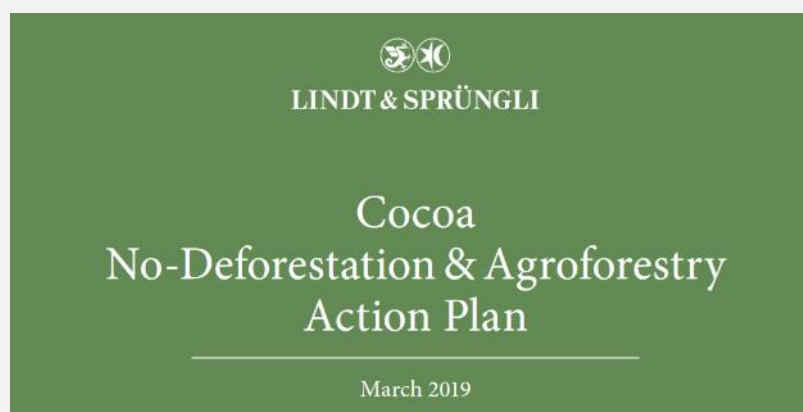 LINDT & SPRÜNGLI
Cocoa
No-Deforestation & Agroforestry
Action Plan
March 2019